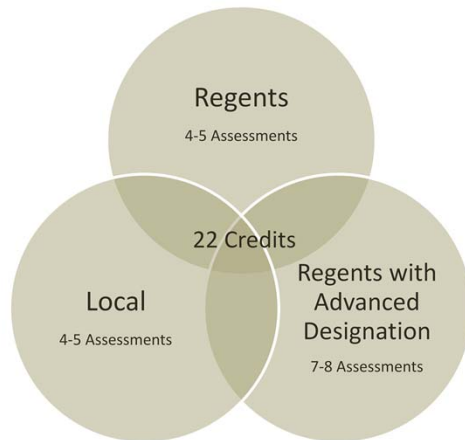 Regents
4-5 Assessments
22 Credits
Local
4-5 Assessments
Regents with
Advanced
Designation
7-8 Assessments